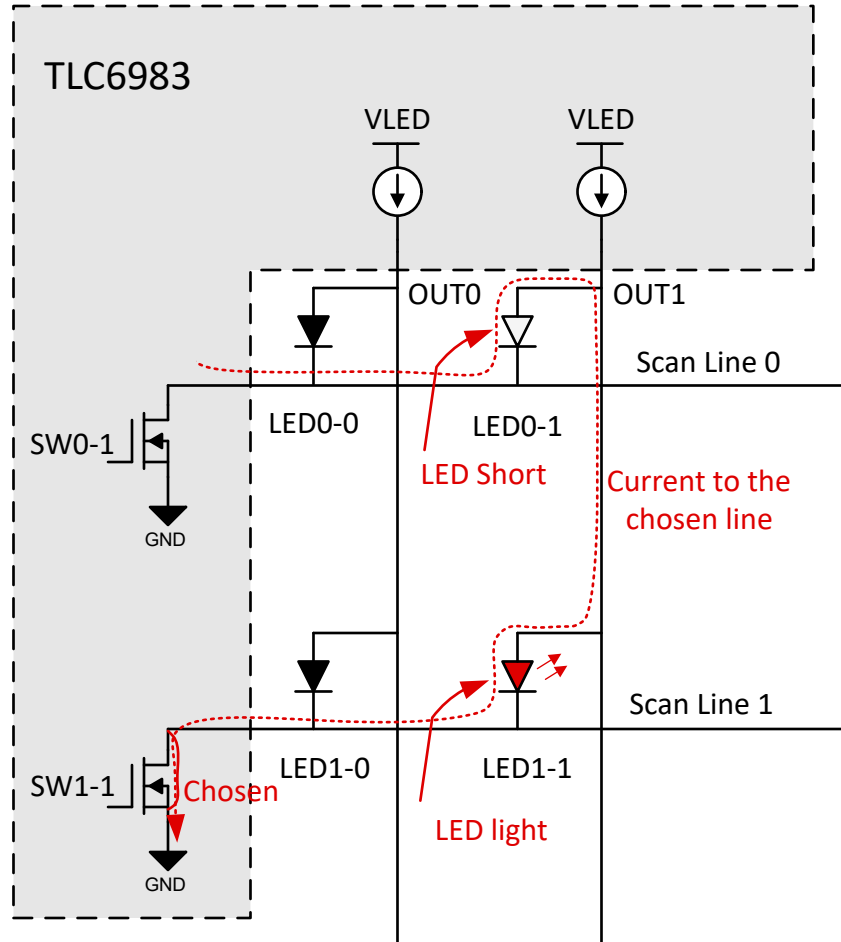 TLC6983
VLED
VLED
OUT0
OUT1
Scan Line 0
LED0-0
LED0-1
SW0-1
LED Short
Current to the
chosen line
GND
Scan Line 1
LED1-0
LED1-1
SW1-1
Chosen
LED light
GND